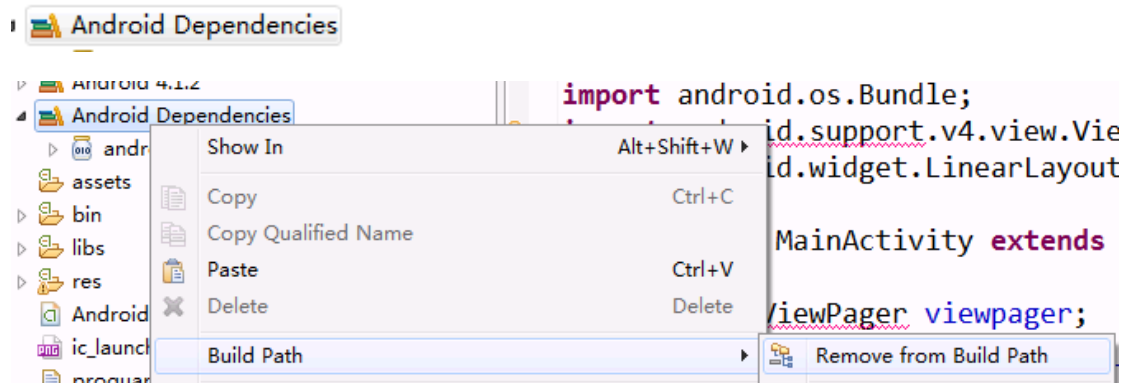 Android Dependencies
Android 4.1.2
Android Dependencies
andr
assets
bin
libs
res
Android
ic_launch
proguar
Show In Alt+Shift+W
Copy Ctrl+C
Copy Qualified Name
Paste Ctrl+V
Delete Delete
Build Path
Remove from Build Path
import android.os.Bundle;
id.support.v4.view.Vie
id.widget.LinearLayout
MainActivity extends
ViewPager viewpager;